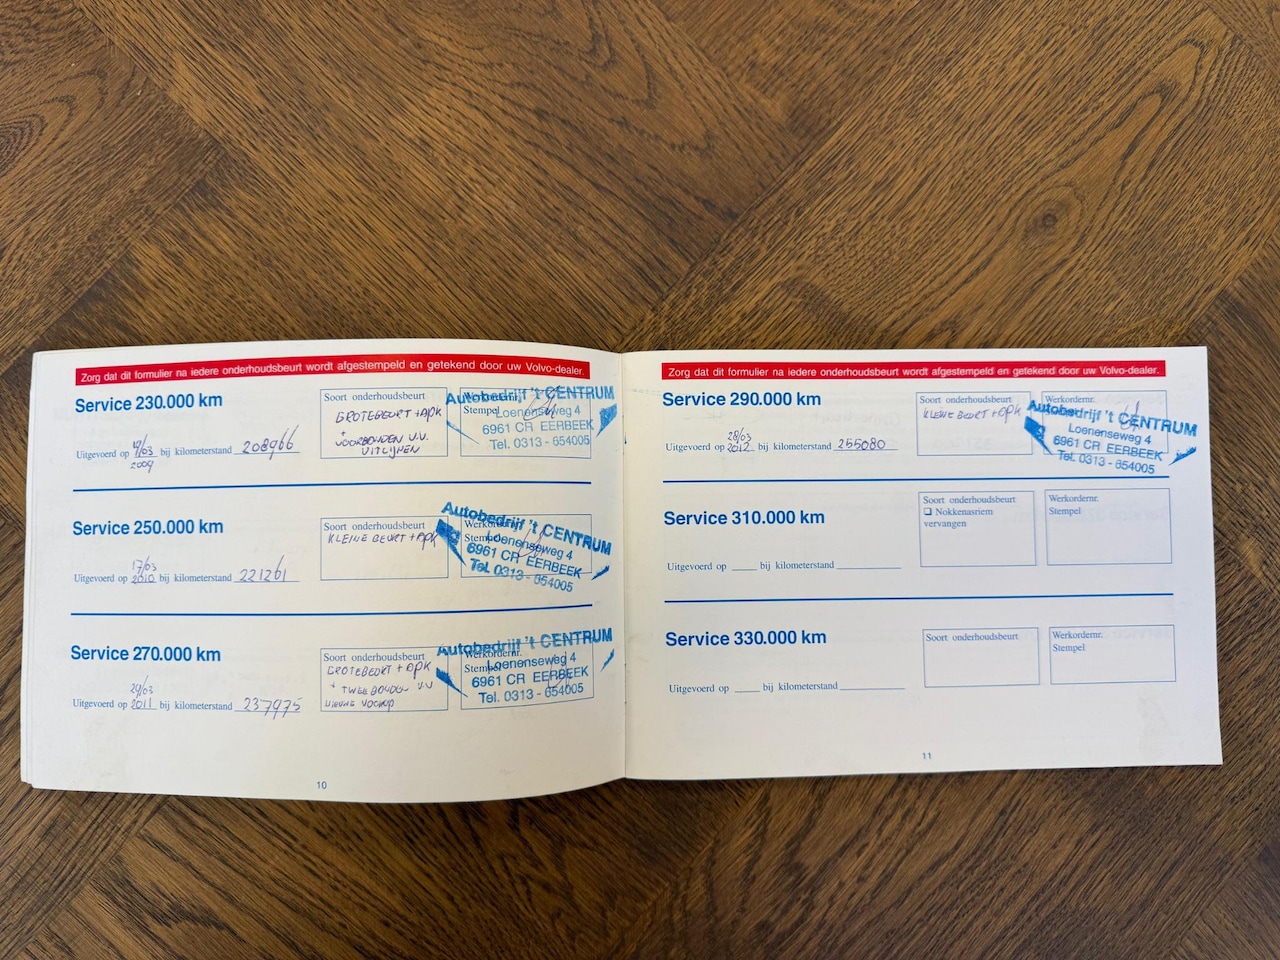 Zorg dat dit formulier na iedere onderhoudsbeurt wordt afgestempeld en getekend door uw Volvo-dealer.
Service 230.000 km
Soort onderhoudsbeurt
GROTEBEURT + APK
+
VOORBANDEN V.V.
UITLIJNEN
Werkordernr.
Stempel
Autobedrijf 't CENTRUM
Loenenseweg 4
6961 CR EERBEEK
Tel. 0313 - 654005
Uitgevoerd op 19/03 2009 bij kilometerstand 208966
Service 250.000 km
Soort onderhoudsbeurt
KLEINE BEURT + APK
Werkordernr.
Stempel
Autobedrijf 't CENTRUM
Loenenseweg 4
6961 CR EERBEEK
Tel. 0313 - 654005
Uitgevoerd op 17/03 2010 bij kilometerstand 221261
Service 270.000 km
Soort onderhoudsbeurt
GROTEBEURT + APK
+ TWEE BANDEN V.V
NIEUWE
Werkordernr.
Stempel
Autobedrijf 't CENTRUM
Loenenseweg 4
6961 CR EERBEEK
Tel. 0313 - 654005
Uitgevoerd op 29/03 2011 bij kilometerstand 237975
10
Zorg dat dit formulier na iedere onderhoudsbeurt wordt afgestempeld en getekend door uw Volvo-dealer.
Service 290.000 km
Soort onderhoudsbeurt
KLEINE BEURT + APK
Werkordernr.
Autobedrijf 't CENTRUM
Loenenseweg 4
6961 CR EERBEEK
Tel. 0313 - 654005
Uitgevoerd op 28/03 2012 bij kilometerstand 255080
Service 310.000 km
Soort onderhoudsbeurt
❑ Nokkenasriem
vervangen
Werkordernr.
Stempel
Uitgevoerd op ____ bij kilometerstand ____
Service 330.000 km
Soort onderhoudsbeurt
Werkordernr.
Stempel
Uitgevoerd op ____ bij kilometerstand ____
11